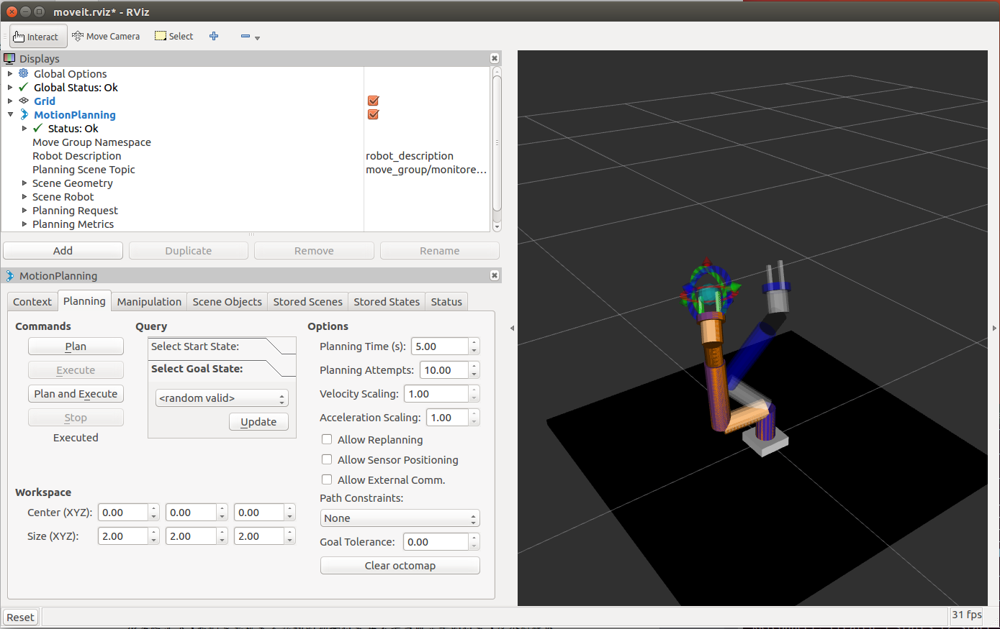 moveit.rviz* - RViz
Interact Move Camera Select
Displays
Global Options
Global Status: Ok
Grid
MotionPlanning
Status: Ok
Move Group Namespace
Robot Description robot_description
Planning Scene Topic move_group/monitore...
Scene Geometry
Scene Robot
Planning Request
Planning Metrics
Add Duplicate Remove Rename
MotionPlanning
Context Planning Manipulation Scene Objects Stored Scenes Stored States Status
Commands Query Options
Plan Select Start State: Planning Time (s): 5.00
Execute Select Goal State: Planning Attempts: 10.00
Plan and Execute <random valid> Velocity Scaling: 1.00
Stop Update Acceleration Scaling: 1.00
Executed Allow Replanning
Allow Sensor Positioning
Allow External Comm.
Workspace Path Constraints:
Center (XYZ): 0.00 0.00 0.00 None
Size (XYZ): 2.00 2.00 2.00 Goal Tolerance: 0.00
Clear octomap
Reset 31 fps